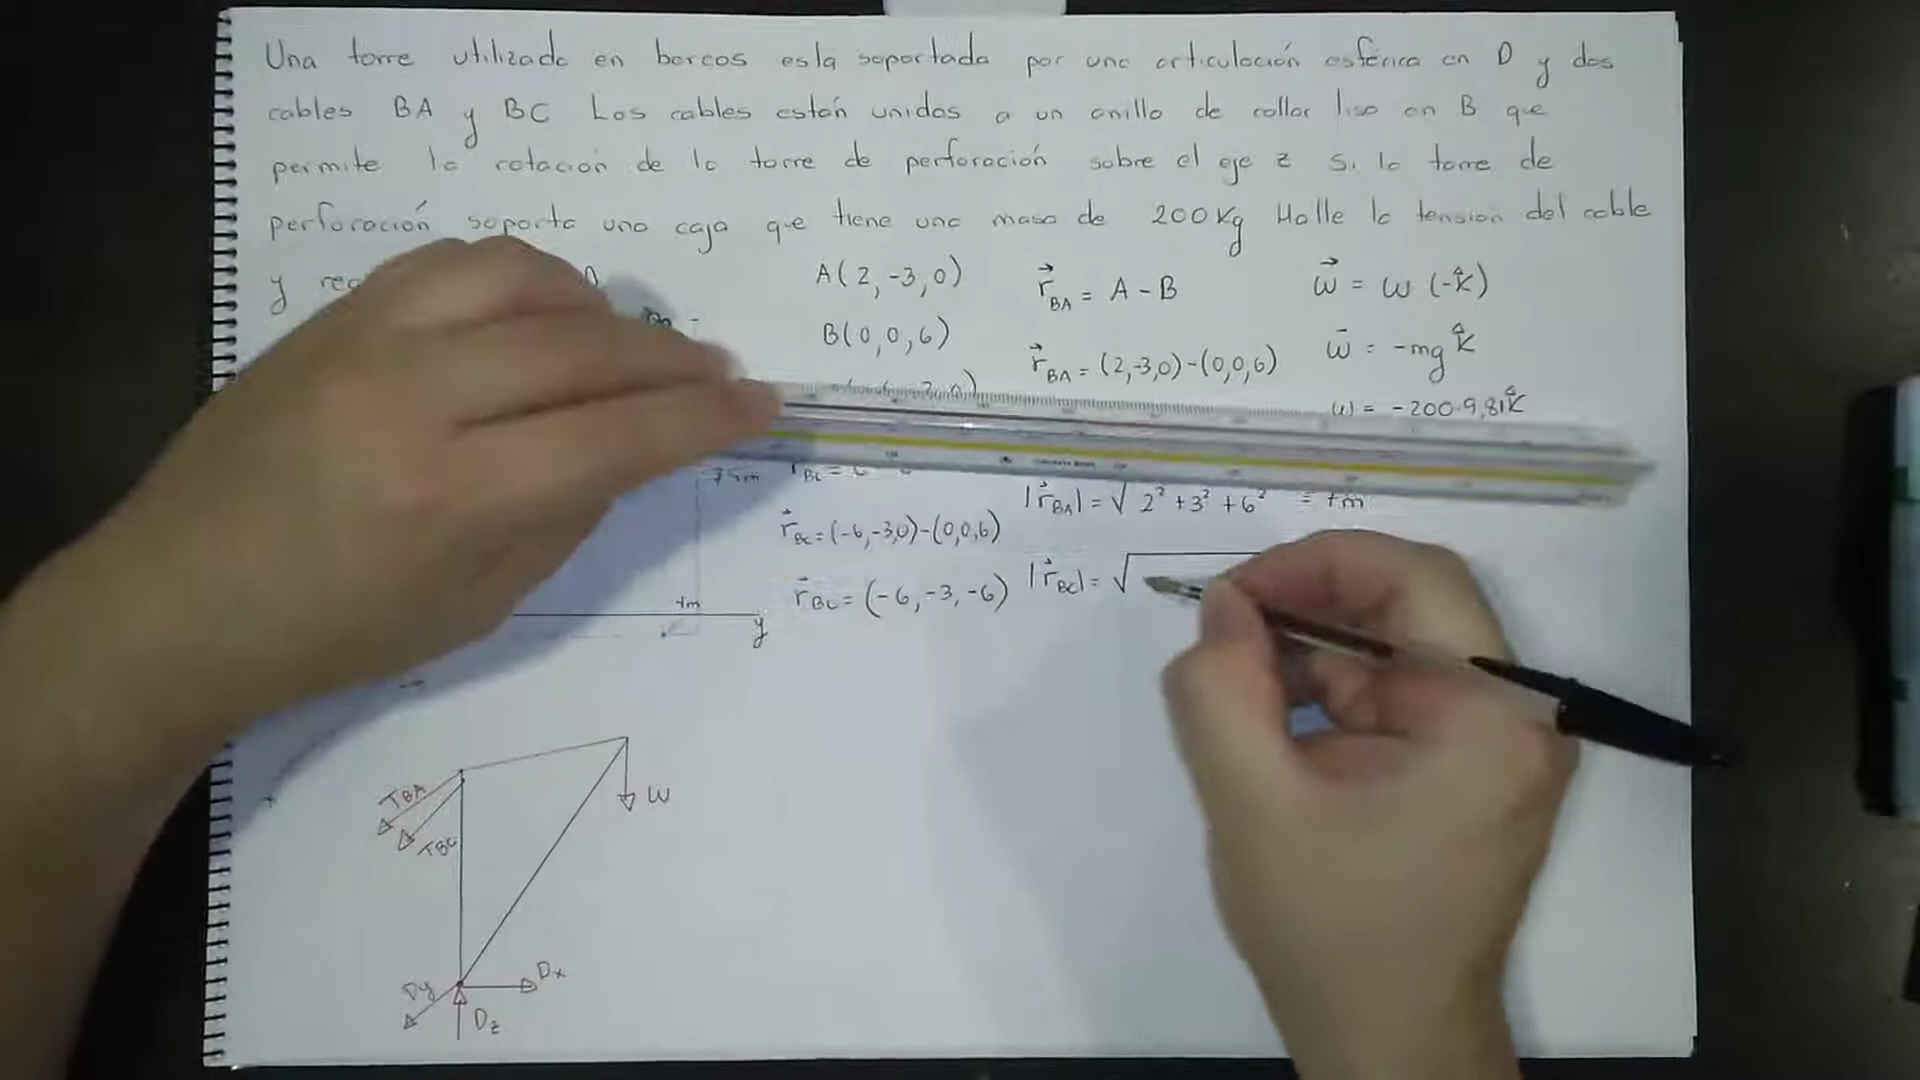 Una torre utilizada en barcos esta soportada por una articulación esférica en D y dos
cables BA y BC Los cables están unidos a un anillo de collar liso en B que
permite la rotación de la torre de perforación sobre el eje z Si la torre de
perforación soporta una caja que tiene una masa de 200 Kg Halle la tension del cable
y
A(2,-3,0)
B(0,0,6)
r⃗BA = A - B
r⃗BA = (2,-3,0)-(0,0,6)
w⃗ = w (-k̂)
w̄ = -mg k̂
w = -200·9,81k̂
7.5m
r⃗BC=(-6,-3,0)-(0,0,6)
r⃗BC = (-6,-3,-6)
|r⃗BA| = √2²+3²+6² = 7m
|r⃗BC| = √
y
TBA
TBC
W
Dy
Dx
Dz